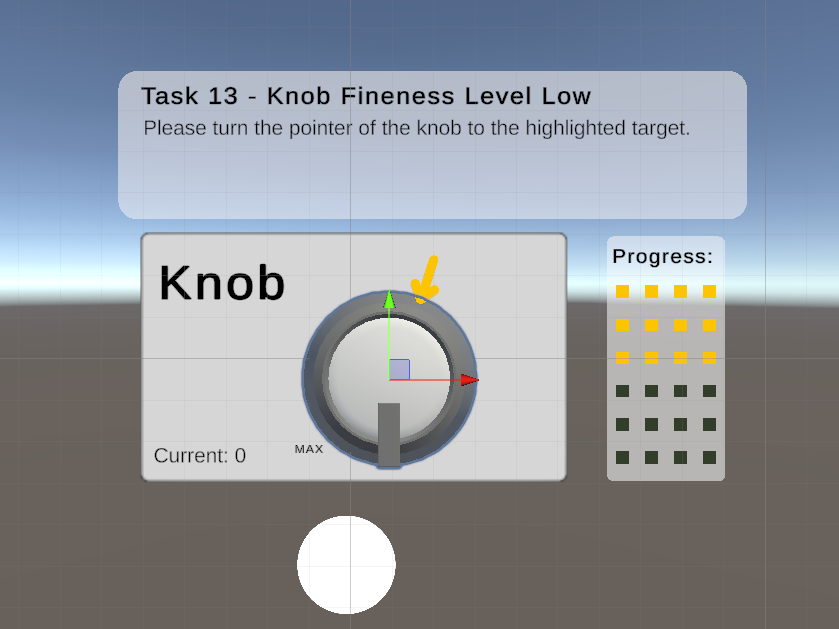 Task 13 - Knob Fineness Level Low
Please turn the pointer of the knob to the highlighted target.
Knob
Progress:
MAX
Current: 0